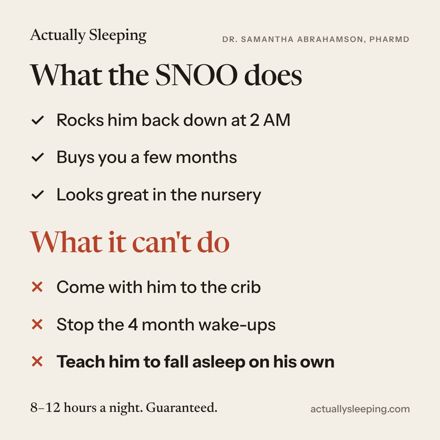 Actually Sleeping
DR. SAMANTHA ABRAHAMSON, PHARMD
What the SNOO does
✓ Rocks him back down at 2 AM
✓ Buys you a few months
✓ Looks great in the nursery
What it can't do
✕ Come with him to the crib
✕ Stop the 4 month wake-ups
✕ Teach him to fall asleep on his own
8–12 hours a night. Guaranteed.
actuallysleeping.com